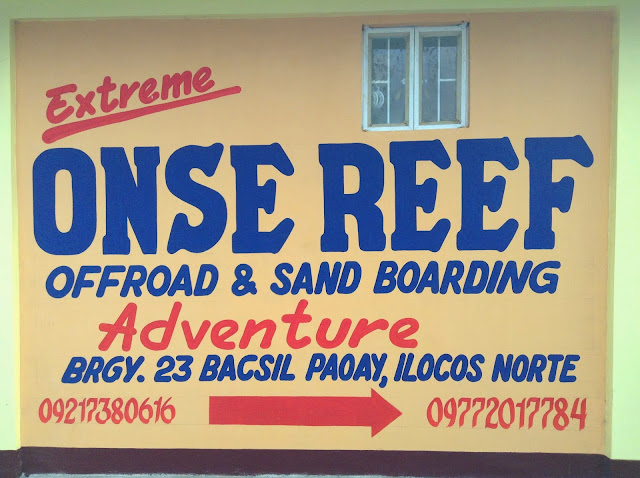 Extreme
ONSE REEF
OFFROAD & SAND BOARDING
Adventure
BRGY. 23 BACSIL PAOAY, ILOCOS NORTE
09217380616 09772017784